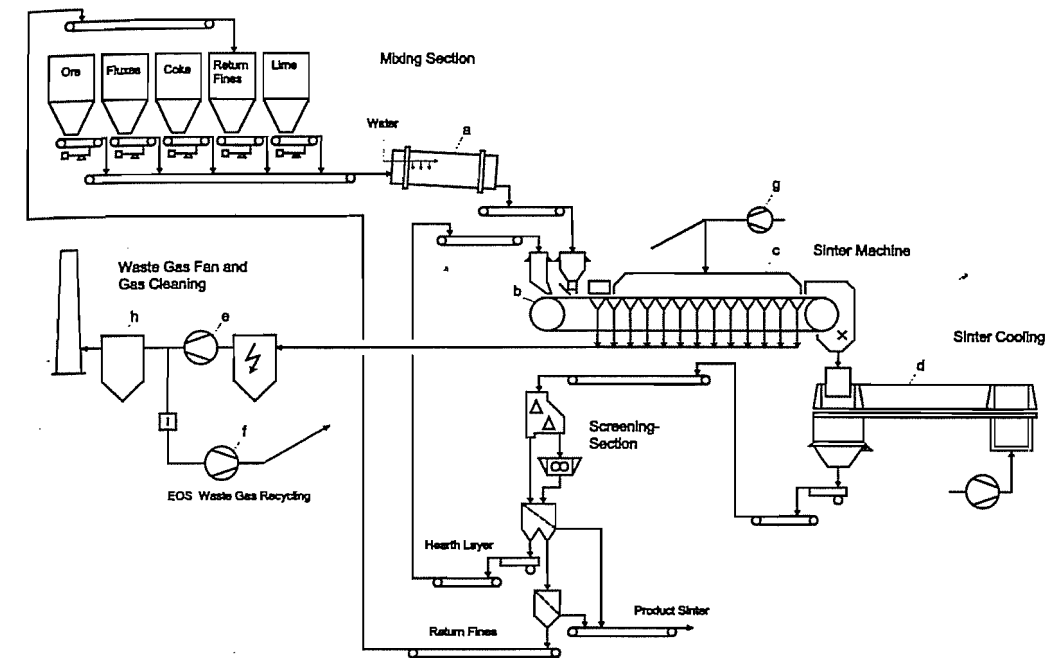 Mixing Section
Ore
Fluxes
Coke
Return
Fines
Lime
Water
a
g
c
Sinter Machine
b
Waste Gas Fan and
Gas Cleaning
h
e
Sinter Cooling
d
Screening-
Section
f
EOS Waste Gas Recycling
Hearth Layer
Product Sinter
Return Fines